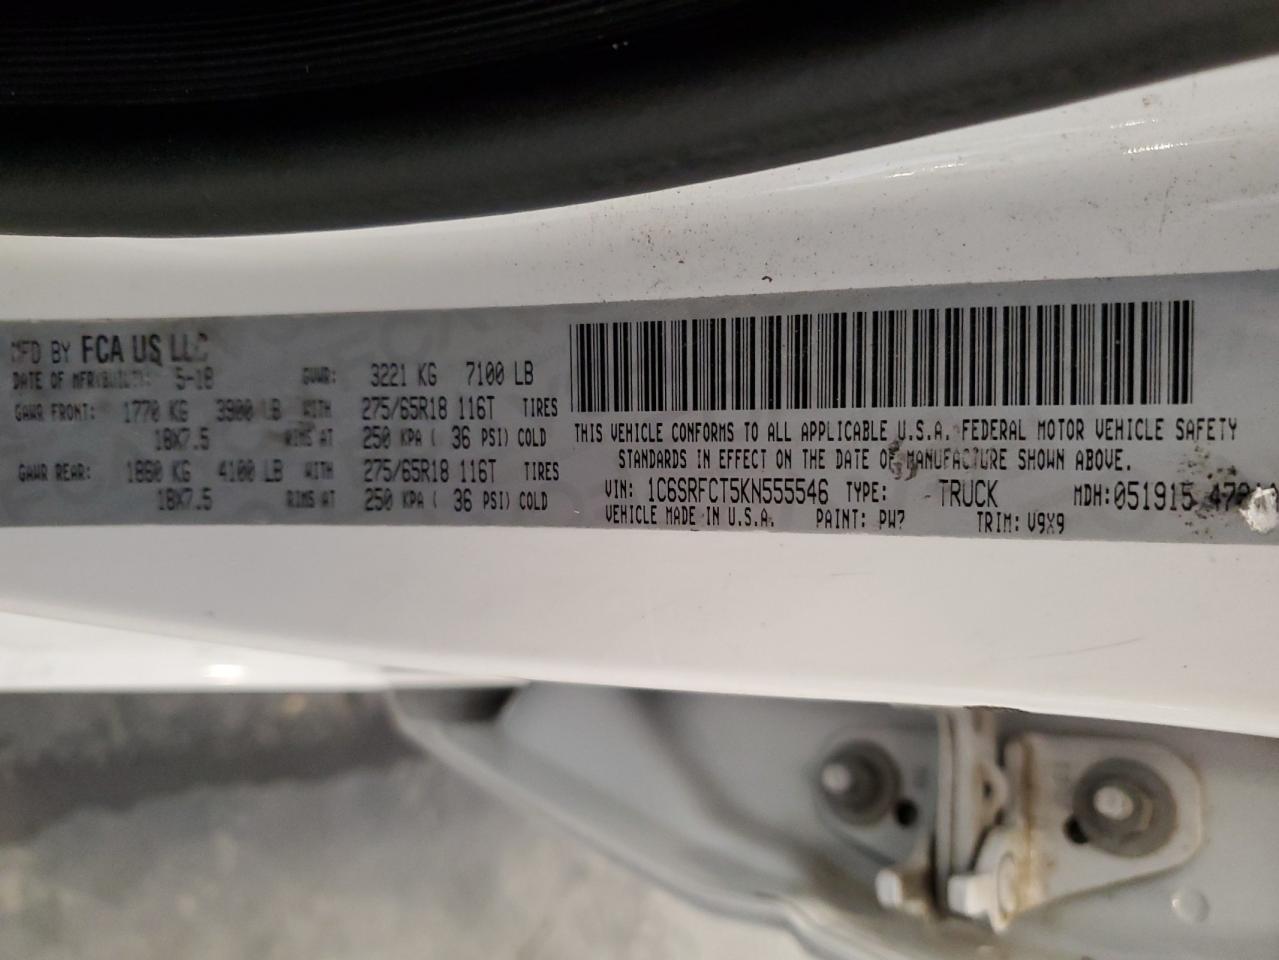 MFD BY FCA US LLC
DATE OF MFR 5-18 GVWR: 3221 KG 7100 LB
GAWR FRONT: 1770 KG 3900 LB WITH 275/65R18 116T TIRES
18X7.5 RIMS AT 250 KPA ( 36 PSI) COLD
GAWR REAR: 1860 KG 4100 LB WITH 275/65R18 116T TIRES
18X7.5 RIMS AT 250 KPA ( 36 PSI) COLD
THIS VEHICLE CONFORMS TO ALL APPLICABLE U.S.A. FEDERAL MOTOR VEHICLE SAFETY
STANDARDS IN EFFECT ON THE DATE OF MANUFACTURE SHOWN ABOVE.
VIN: 1C6SRFCT5KN555546 TYPE: TRUCK MDH: 051915
VEHICLE MADE IN U.S.A. PAINT: PW7 TRIM: V9X9